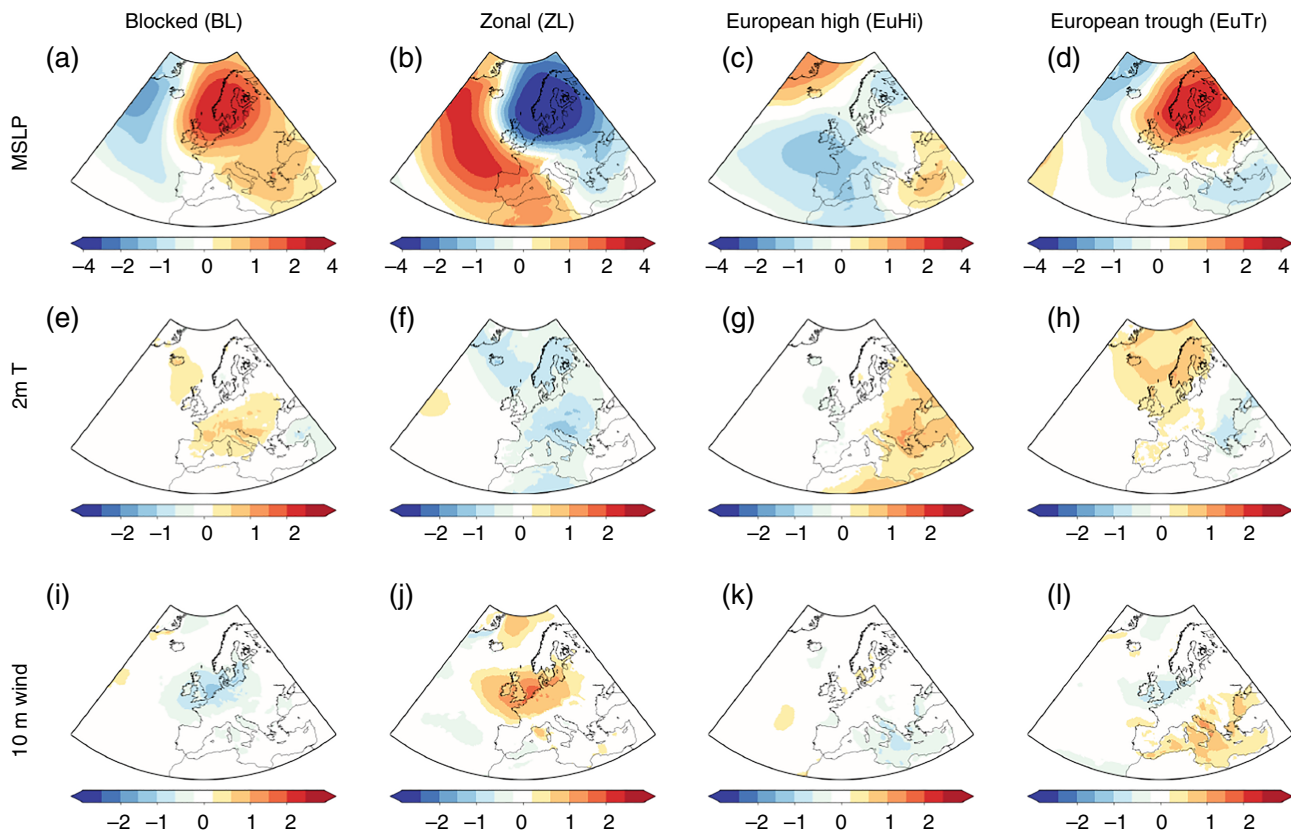 Blocked (BL) Zonal (ZL) European high (EuHi) European trough (EuTr)
(a) (b) (c) (d)
MSLP
–4 –2 –1 0 1 2 4 –4 –2 –1 0 1 2 4 –4 –2 –1 0 1 2 4 –4 –2 –1 0 1 2 4
(e) (f) (g) (h)
2m T
–2 –1 0 1 2 –2 –1 0 1 2 –2 –1 0 1 2 –2 –1 0 1 2
(i) (j) (k) (l)
10 m wind
–2 –1 0 1 2 –2 –1 0 1 2 –2 –1 0 1 2 –2 –1 0 1 2